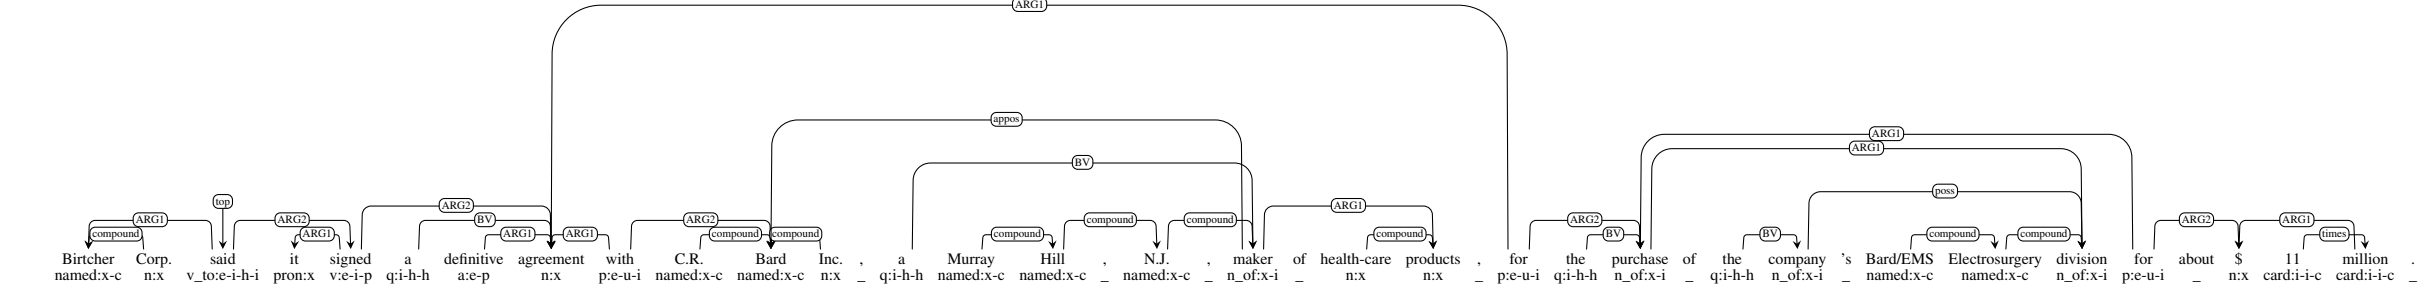 ARG1
appos
ARG1
BV
ARG1
poss
top
ARG2 ARG2 ARG1
ARG1 ARG2 BV ARG2 compound compound ARG2 ARG2 ARG1
compound ARG1 ARG1 ARG1 compound compound compound compound BV BV compound compound times
Birtcher Corp. said it signed a definitive agreement with C.R. Bard Inc. , a Murray Hill , N.J. , maker of health-care products , for the purchase of the company 's Bard/EMS Electrosurgery division for about $ 11 million .
named:x-c n:x v_to:e-i-h-i pron:x v:e-i-p q:i-h-h a:e-p n:x p:e-u-i named:x-c named:x-c n:x _ q:i-h-h named:x-c named:x-c _ named:x-c _ n_of:x-i _ n:x n:x _ p:e-u-i q:i-h-h n_of:x-i _ q:i-h-h n_of:x-i _ named:x-c named:x-c n_of:x-i p:e-u-i _ n:x card:i-i-c card:i-i-c _